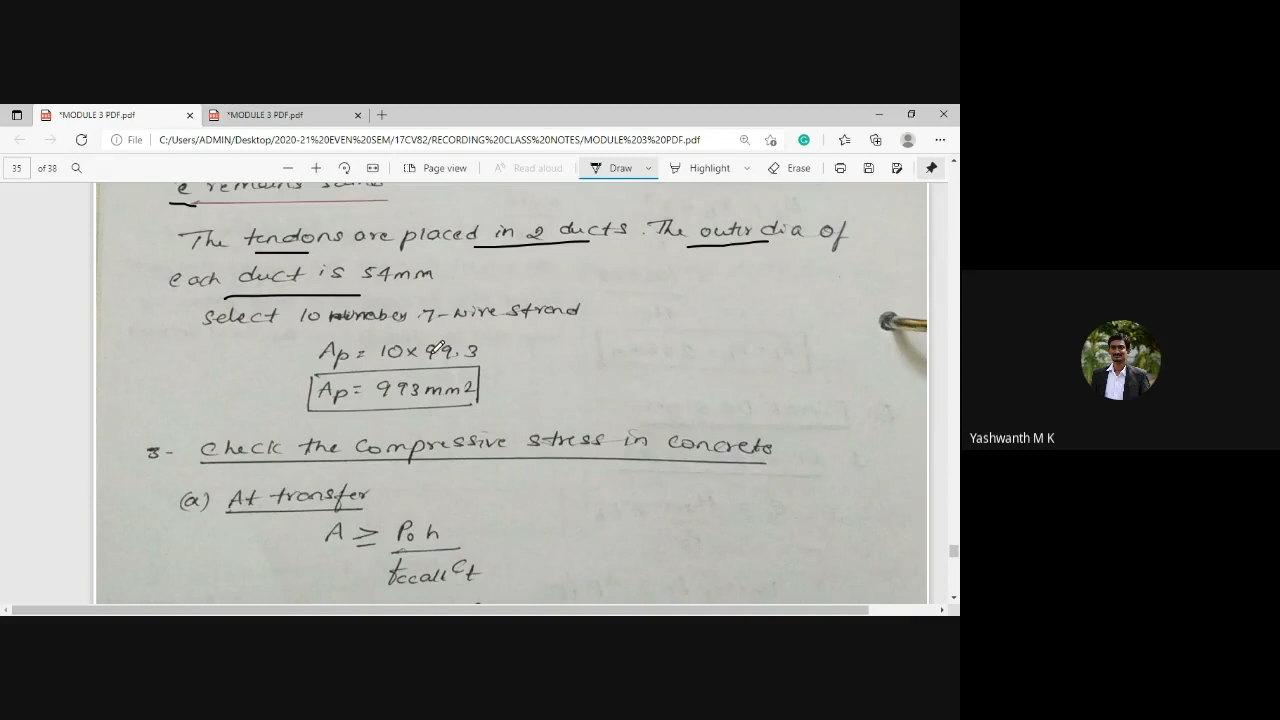 *MODULE 3 PDF.pdf
*MODULE 3 PDF.pdf
File
C:/Users/ADMIN/Desktop/2020-21%20EVEN%20SEM/17CV82/RECORDING%20CLASS%20NOTES/MODULE%203%20PDF.pdf
35 of 38
Page view
Read aloud
Draw
Highlight
Erase
e remains same
The tendons are placed in 2 ducts. The outer dia of
each duct is 54mm
select 10 number 7-wire strand
Ap = 10 × 99.3
Ap = 993 mm2
3- Check the compressive stress in concrete
(a) At transfer
A ≥ Po h
fccall Ct
Yashwanth M K